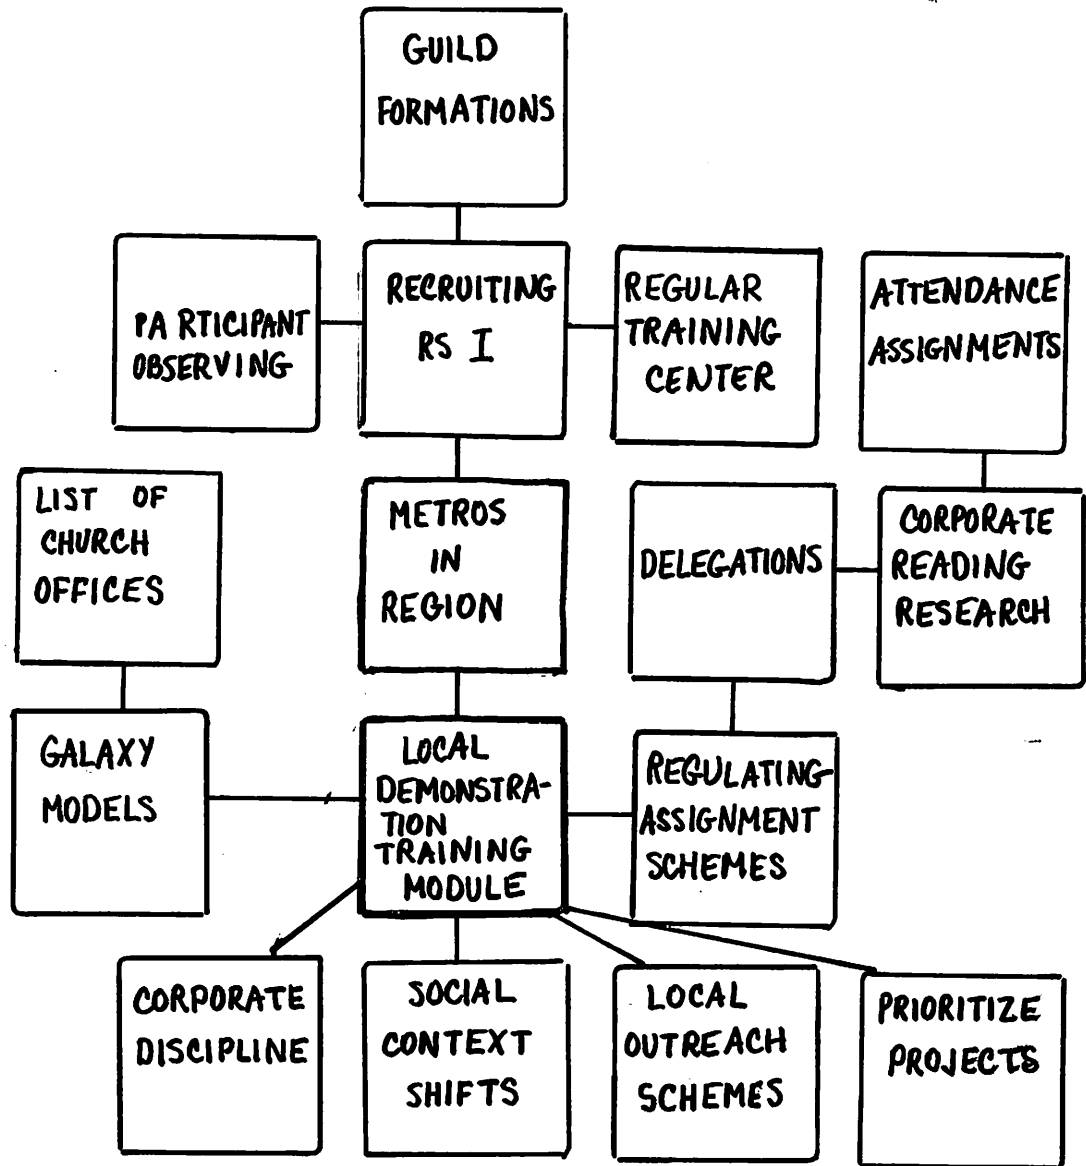 GUILD
FORMATIONS
PA RTICIPANT
OBSERVING
RECRUITING
RS I
REGULAR
TRAINING
CENTER
ATTENDANCE
ASSIGNMENTS
LIST OF
CHURCH
OFFICES
METROS
IN
REGION
DELEGATIONS
CORPORATE
READING
RESEARCH
GALAXY
MODELS
LOCAL
DEMONSTRA-
TION
TRAINING
MODULE
REGULATING-
ASSIGNMENT
SCHEMES
CORPORATE
DISCIPLINE
SOCIAL
CONTEXT
SHIFTS
LOCAL
OUTREACH
SCHEMES
PRIORITIZE
PROJECTS